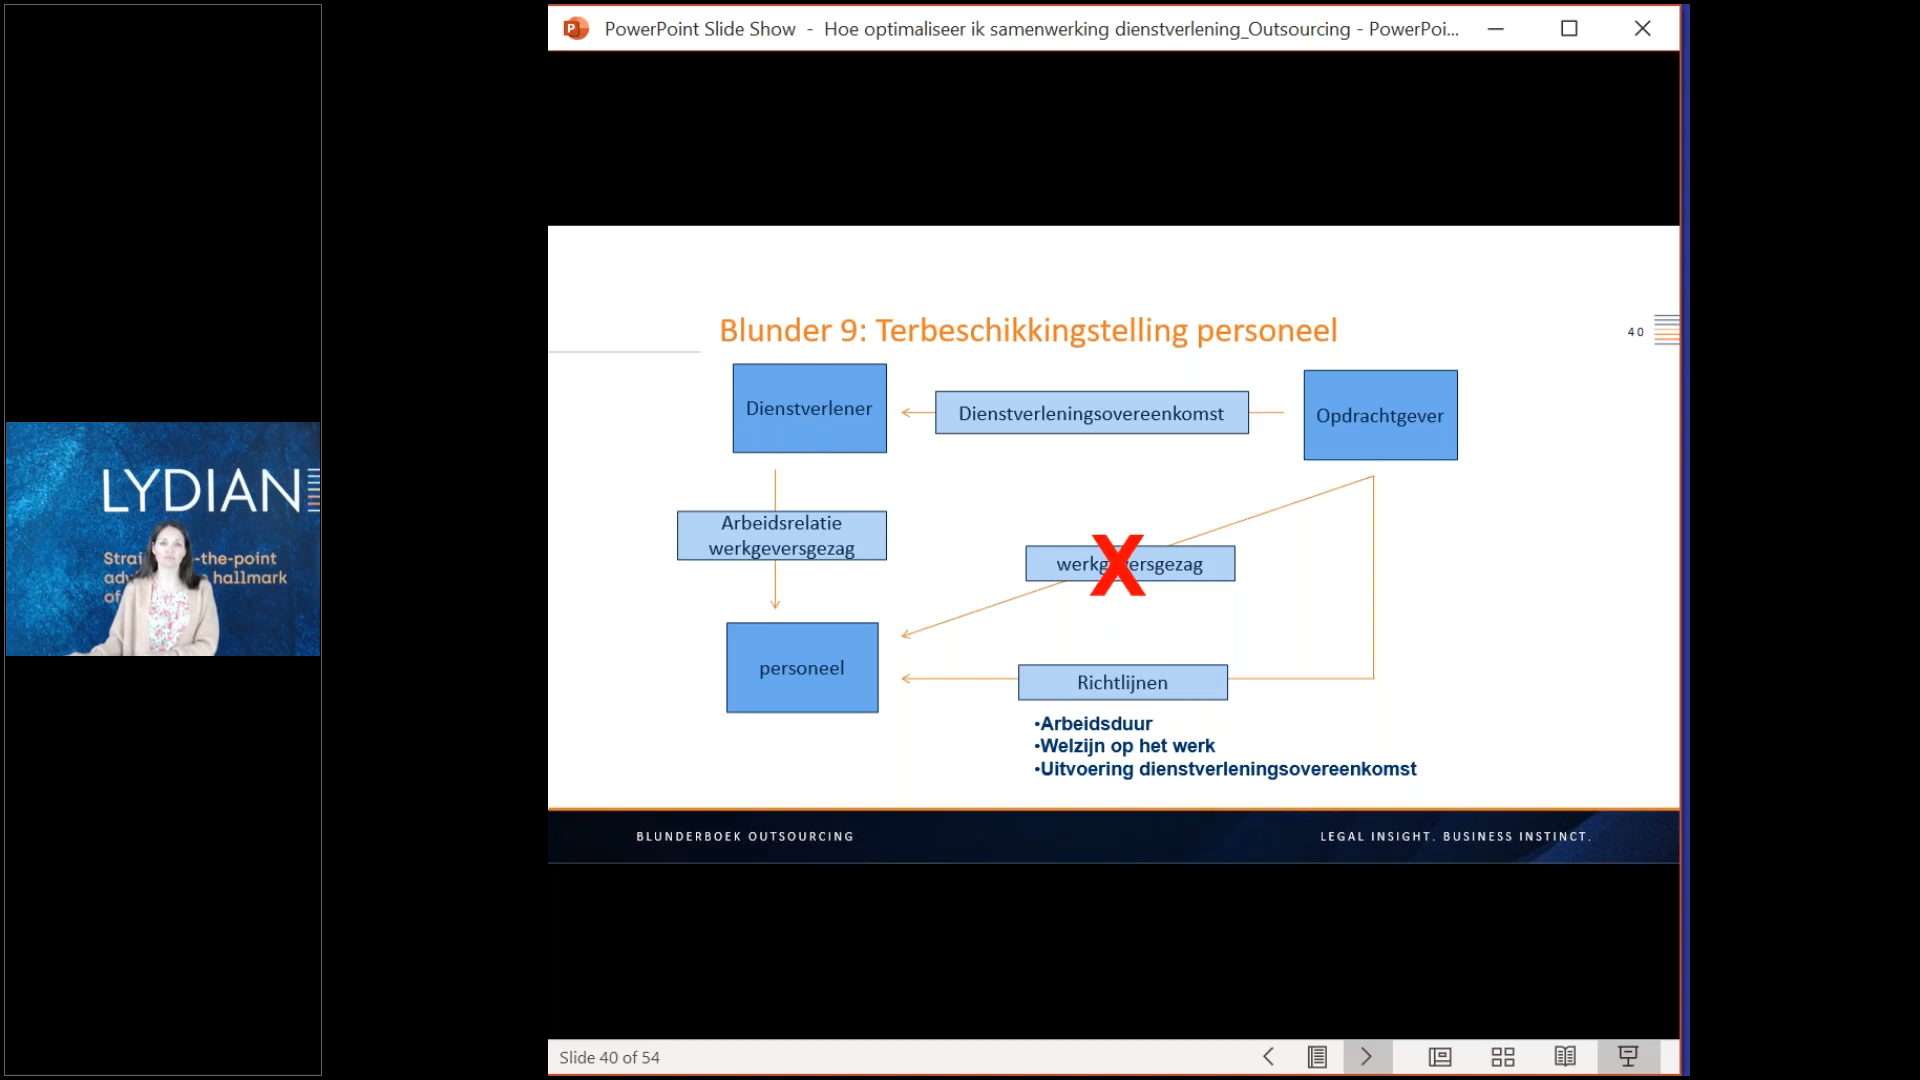 PowerPoint Slide Show - Hoe optimaliseer ik samenwerking dienstverlening_Outsourcing - PowerPoi...
LYDIAN
-the-point
hallmark
of
Blunder 9: Terbeschikkingstelling personeel
40
Dienstverlener
Dienstverleningsovereenkomst
Opdrachtgever
Arbeidsrelatie
werkgeversgezag
werkgeversgezag
X
personeel
Richtlijnen
•Arbeidsduur
•Welzijn op het werk
•Uitvoering dienstverleningsovereenkomst
BLUNDERBOEK OUTSOURCING
LEGAL INSIGHT. BUSINESS INSTINCT.
Slide 40 of 54